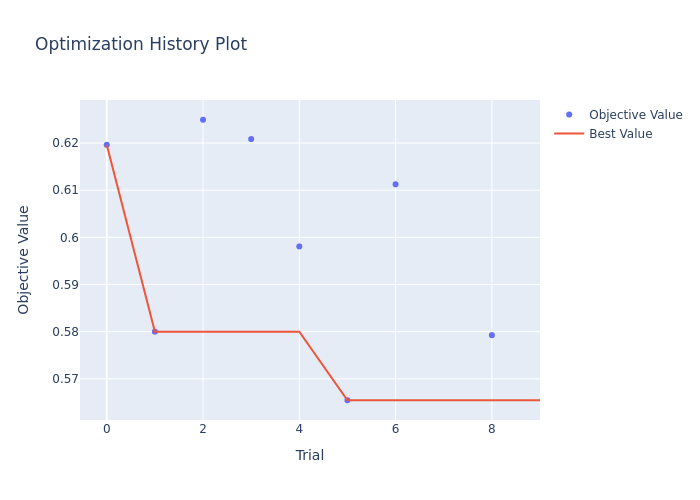 Optimization History Plot
Objective Value
Best Value
0.62
0.61
0.6
0.59
0.58
0.57
Objective Value
0 2 4 6 8
Trial